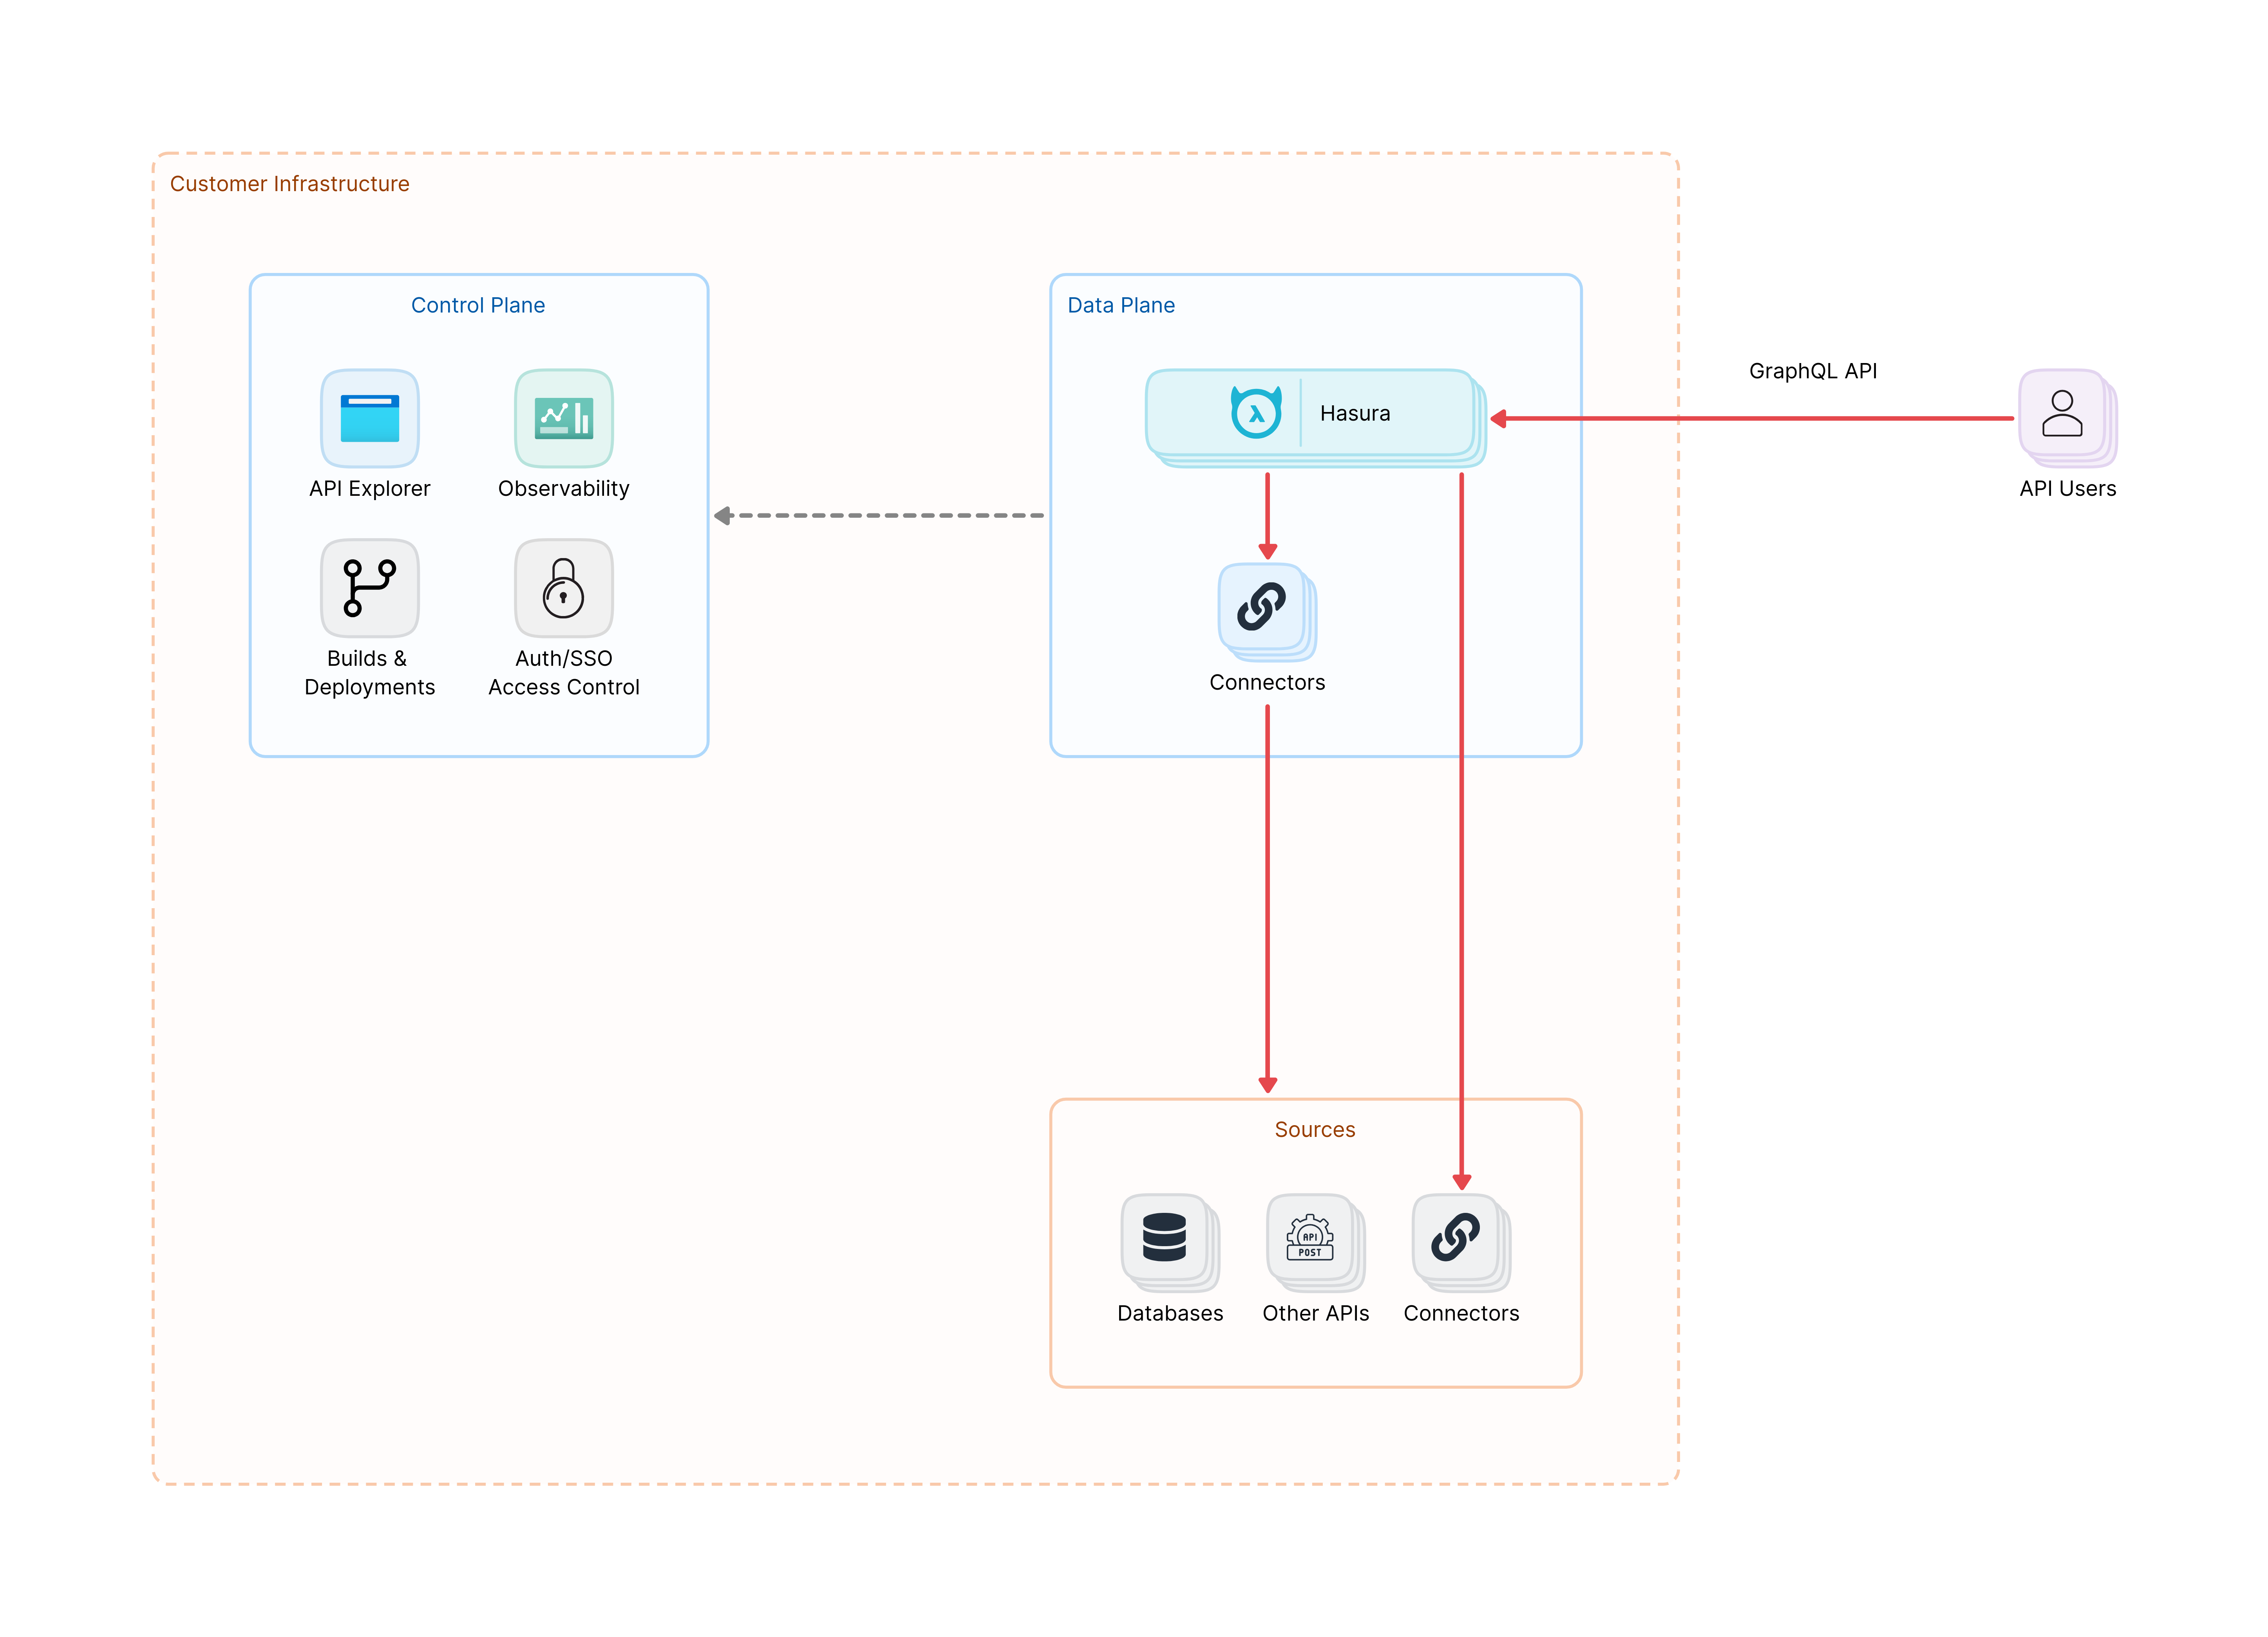 Customer Infrastructure
Control Plane
API Explorer
Observability
Builds &
Deployments
Auth/SSO
Access Control
Data Plane
λ
Hasura
Connectors
GraphQL API
API Users
Sources
Databases
API
POST
Other APIs
Connectors